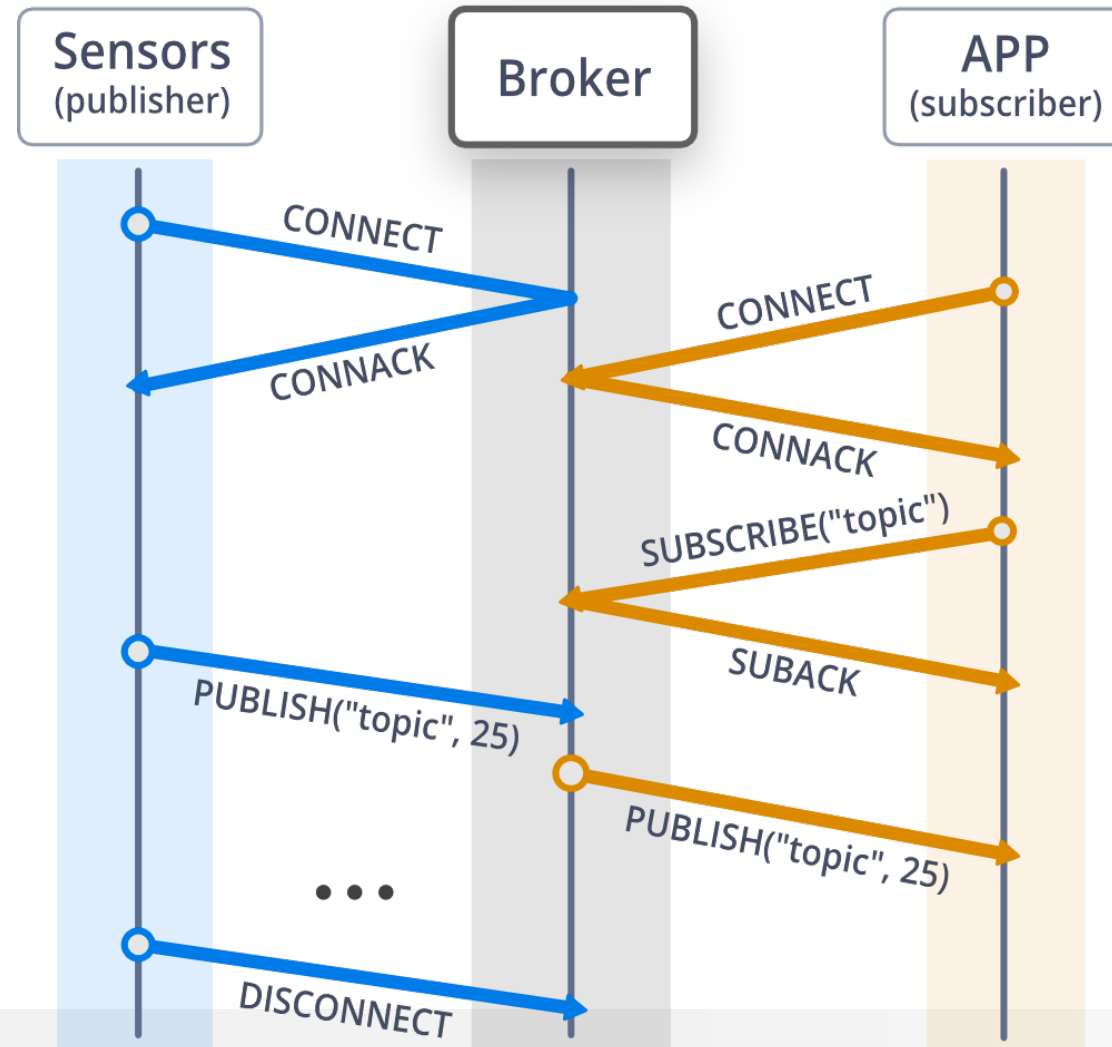 Sensors
(publisher)
Broker
APP
(subscriber)
CONNECT
CONNECT
CONNACK
CONNACK
SUBSCRIBE("topic")
SUBACK
PUBLISH("topic", 25)
PUBLISH("topic", 25)
DISCONNECT